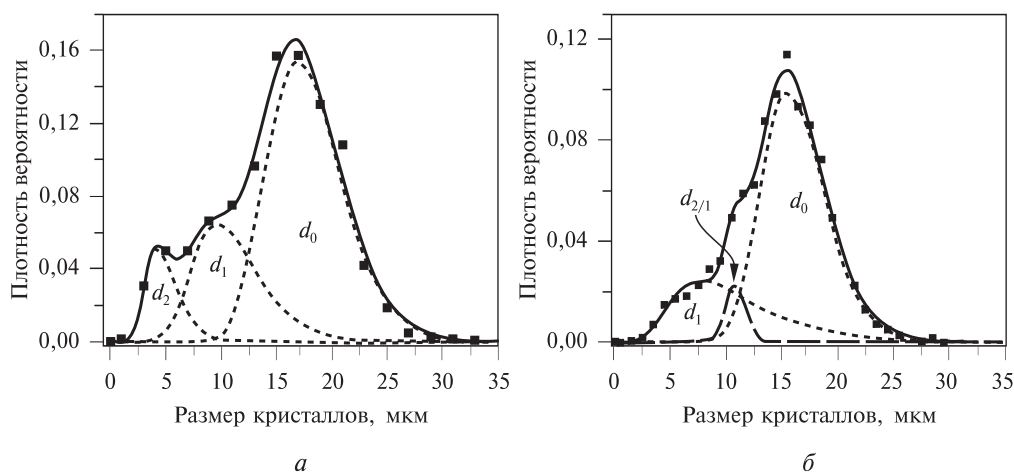 Плотность вероятности
0,16
0,12
0,08
0,04
0,00
d₂
d₁
d₀
0 5 10 15 20 25 30 35
Размер кристаллов, мкм
а
Плотность вероятности
0,12
0,08
0,04
0,00
d₂/₁
d₀
d₁
0 5 10 15 20 25 30 35
Размер кристаллов, мкм
б